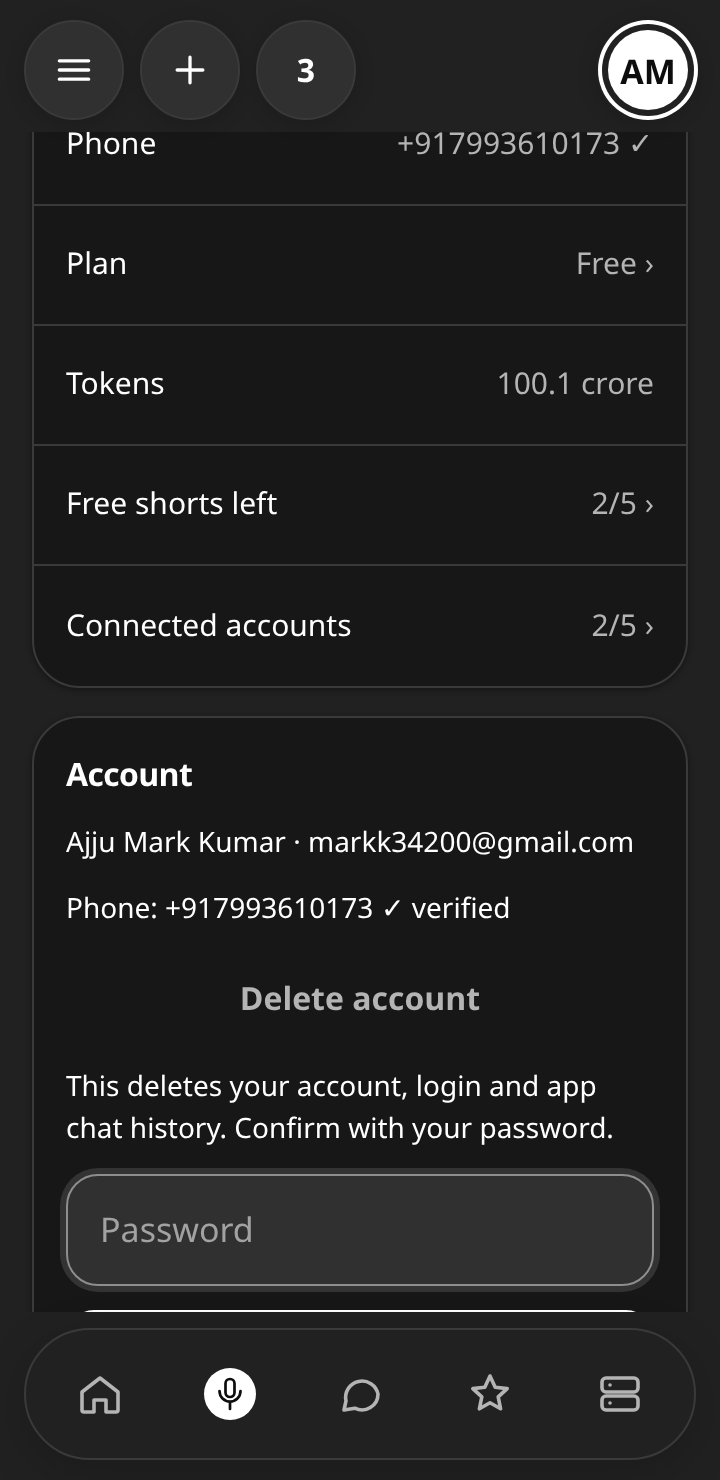 3
AM
Phone +917993610173 ✓
Plan Free ›
Tokens 100.1 crore
Free shorts left 2/5 ›
Connected accounts 2/5 ›
Account
Ajju Mark Kumar · markk34200@gmail.com
Phone: +917993610173 ✓ verified
Delete account
This deletes your account, login and app
chat history. Confirm with your password.
Password